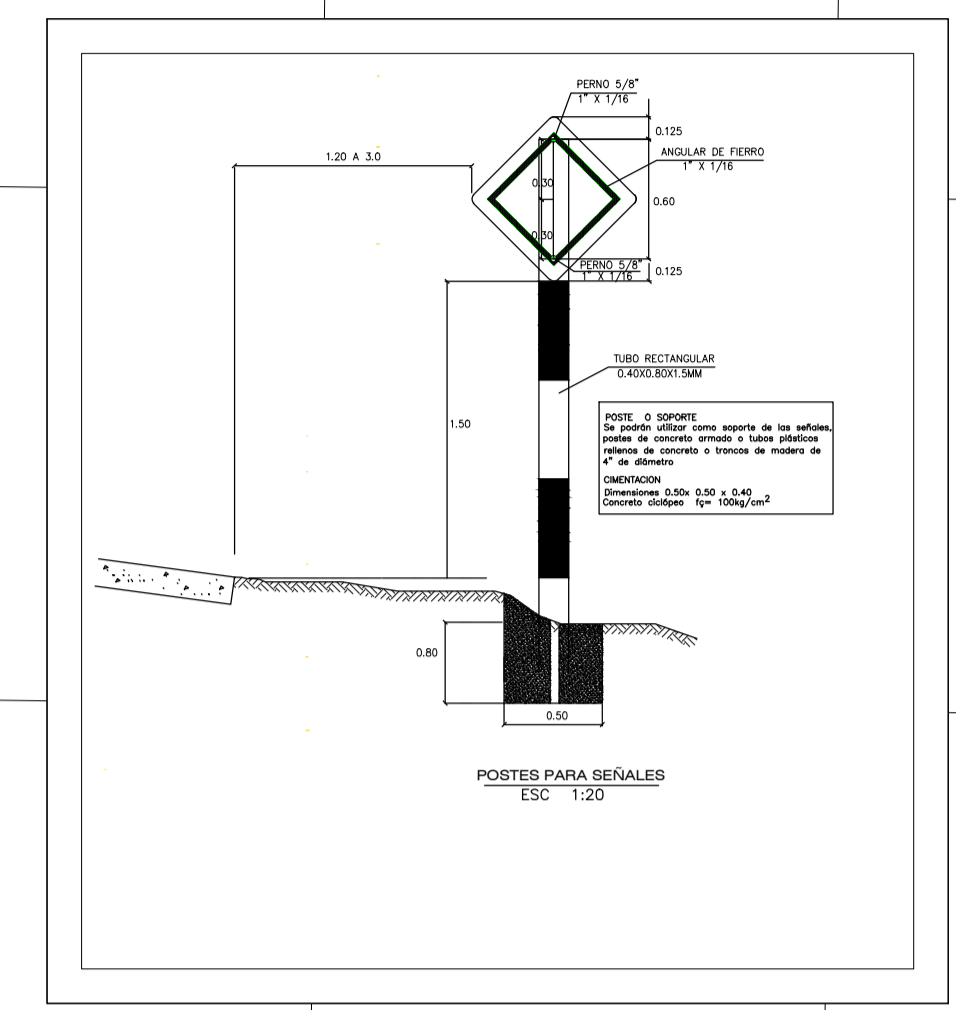 PERNO 5/8"
1" X 1/16
0.125
1.20 A 3.0
ANGULAR DE FIERRO
1" X 1/16
0.30
0.60
0.30
PERNO 5/8"
1" X 1/16
0.125
TUBO RECTANGULAR
0.40X0.80X1.5MM
1.50
POSTE O SOPORTE
Se podrán utilizar como soporte de las señales,
postes de concreto armado o tubos plásticos
rellenos de concreto o troncos de madera de
4" de diámetro
CIMENTACION
Dimensiones 0.50x 0.50 x 0.40
Concreto ciclópeo fç= 100kg/cm2
0.80
0.50
POSTES PARA SEÑALES
ESC 1:20